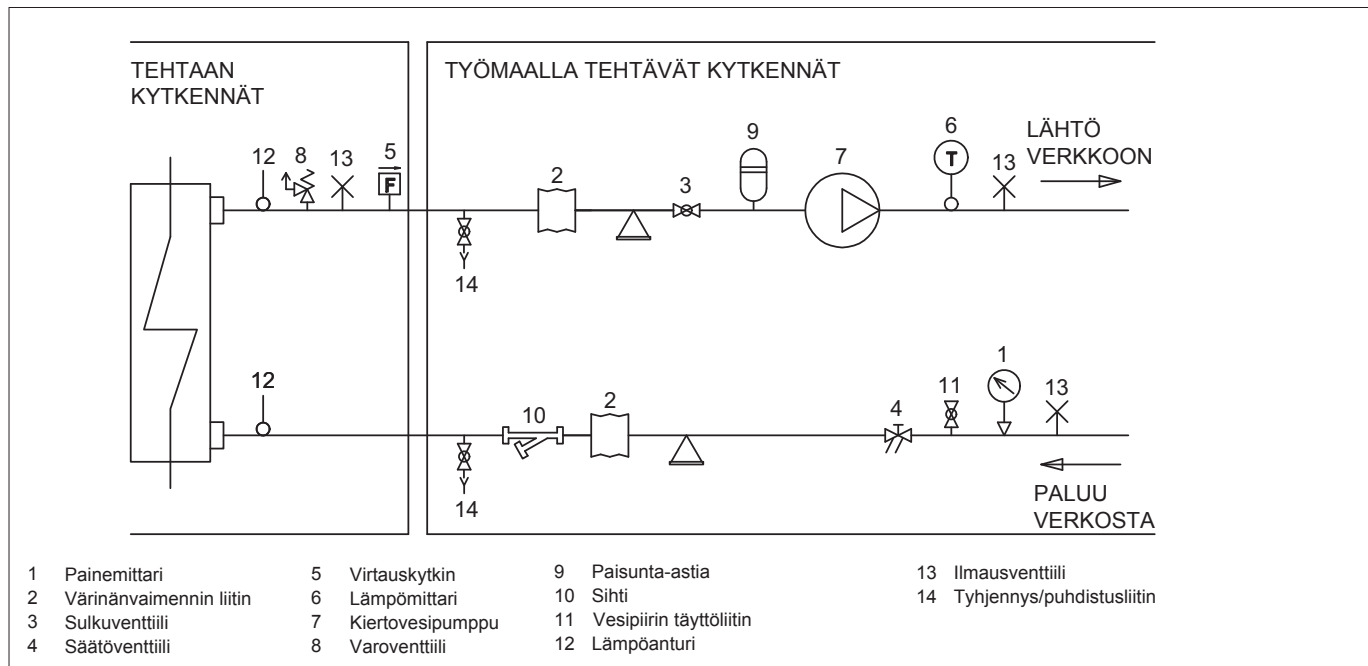 TEHTAAN
KYTKENNÄT
TYÖMAALLA TEHTÄVÄT KYTKENNÄT
12
8
13
5
F
14
2
3
9
7
6
T
13
LÄHTÖ
VERKKOON
12
14
10
2
4
11
1
13
PALUU
VERKOSTA
1 Painemittari
2 Värinänvaimennin liitin
3 Sulkuventtiili
4 Säätöventtiili
5 Virtauskytkin
6 Lämpömittari
7 Kiertovesipumppu
8 Varoventtiili
9 Paisunta-astia
10 Sihti
11 Vesipiirin täyttöliitin
12 Lämpöanturi
13 Ilmausventtiili
14 Tyhjennys/puhdistusliitin